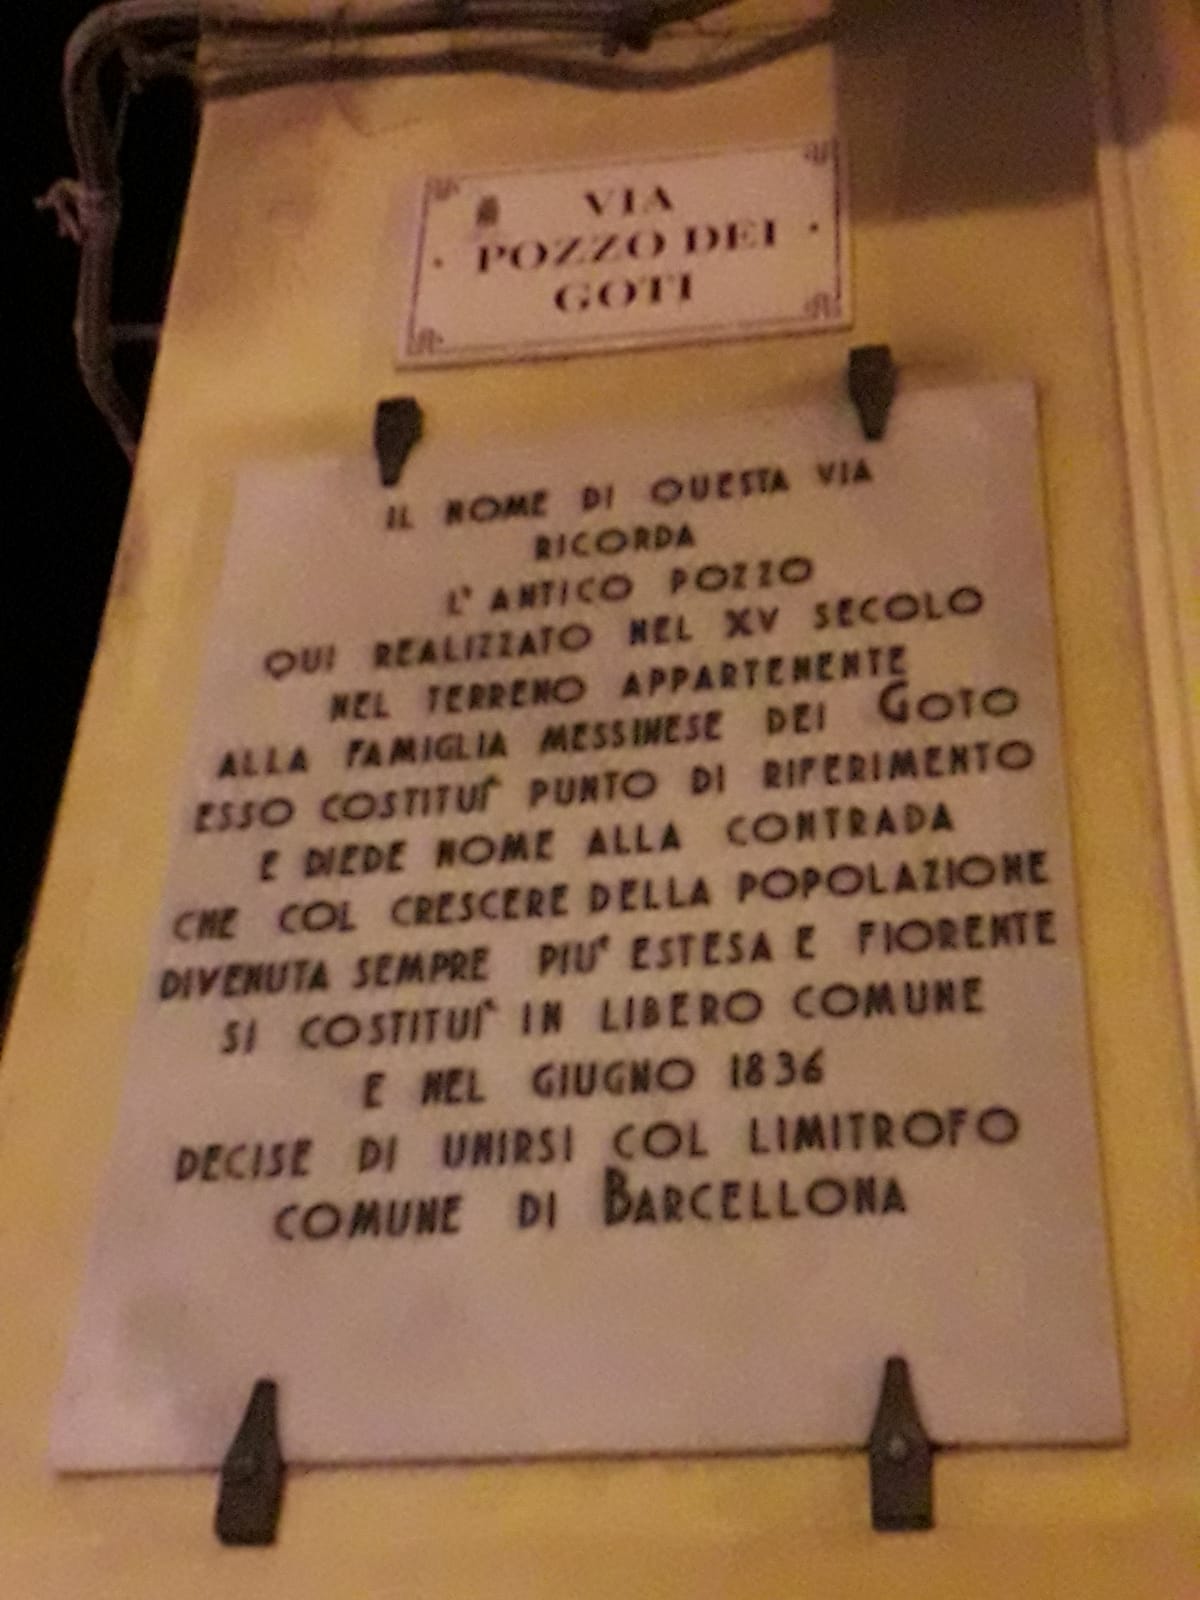 VIA
· POZZO DEI ·
GOTI
IL NOME DI QUESTA VIA
RICORDA
L'ANTICO POZZO
QUI REALIZZATO NEL XV SECOLO
NEL TERRENO APPARTENENTE
ALLA FAMIGLIA MESSINESE DEI GOTO
ESSO COSTITUI' PUNTO DI RIFERIMENTO
E DIEDE NOME ALLA CONTRADA
CHE COL CRESCERE DELLA POPOLAZIONE
DIVENUTA SEMPRE PIU' ESTESA E FIORENTE
SI COSTITUI' IN LIBERO COMUNE
E NEL GIUGNO 1836
DECISE DI UNIRSI COL LIMITROFO
COMUNE DI BARCELLONA